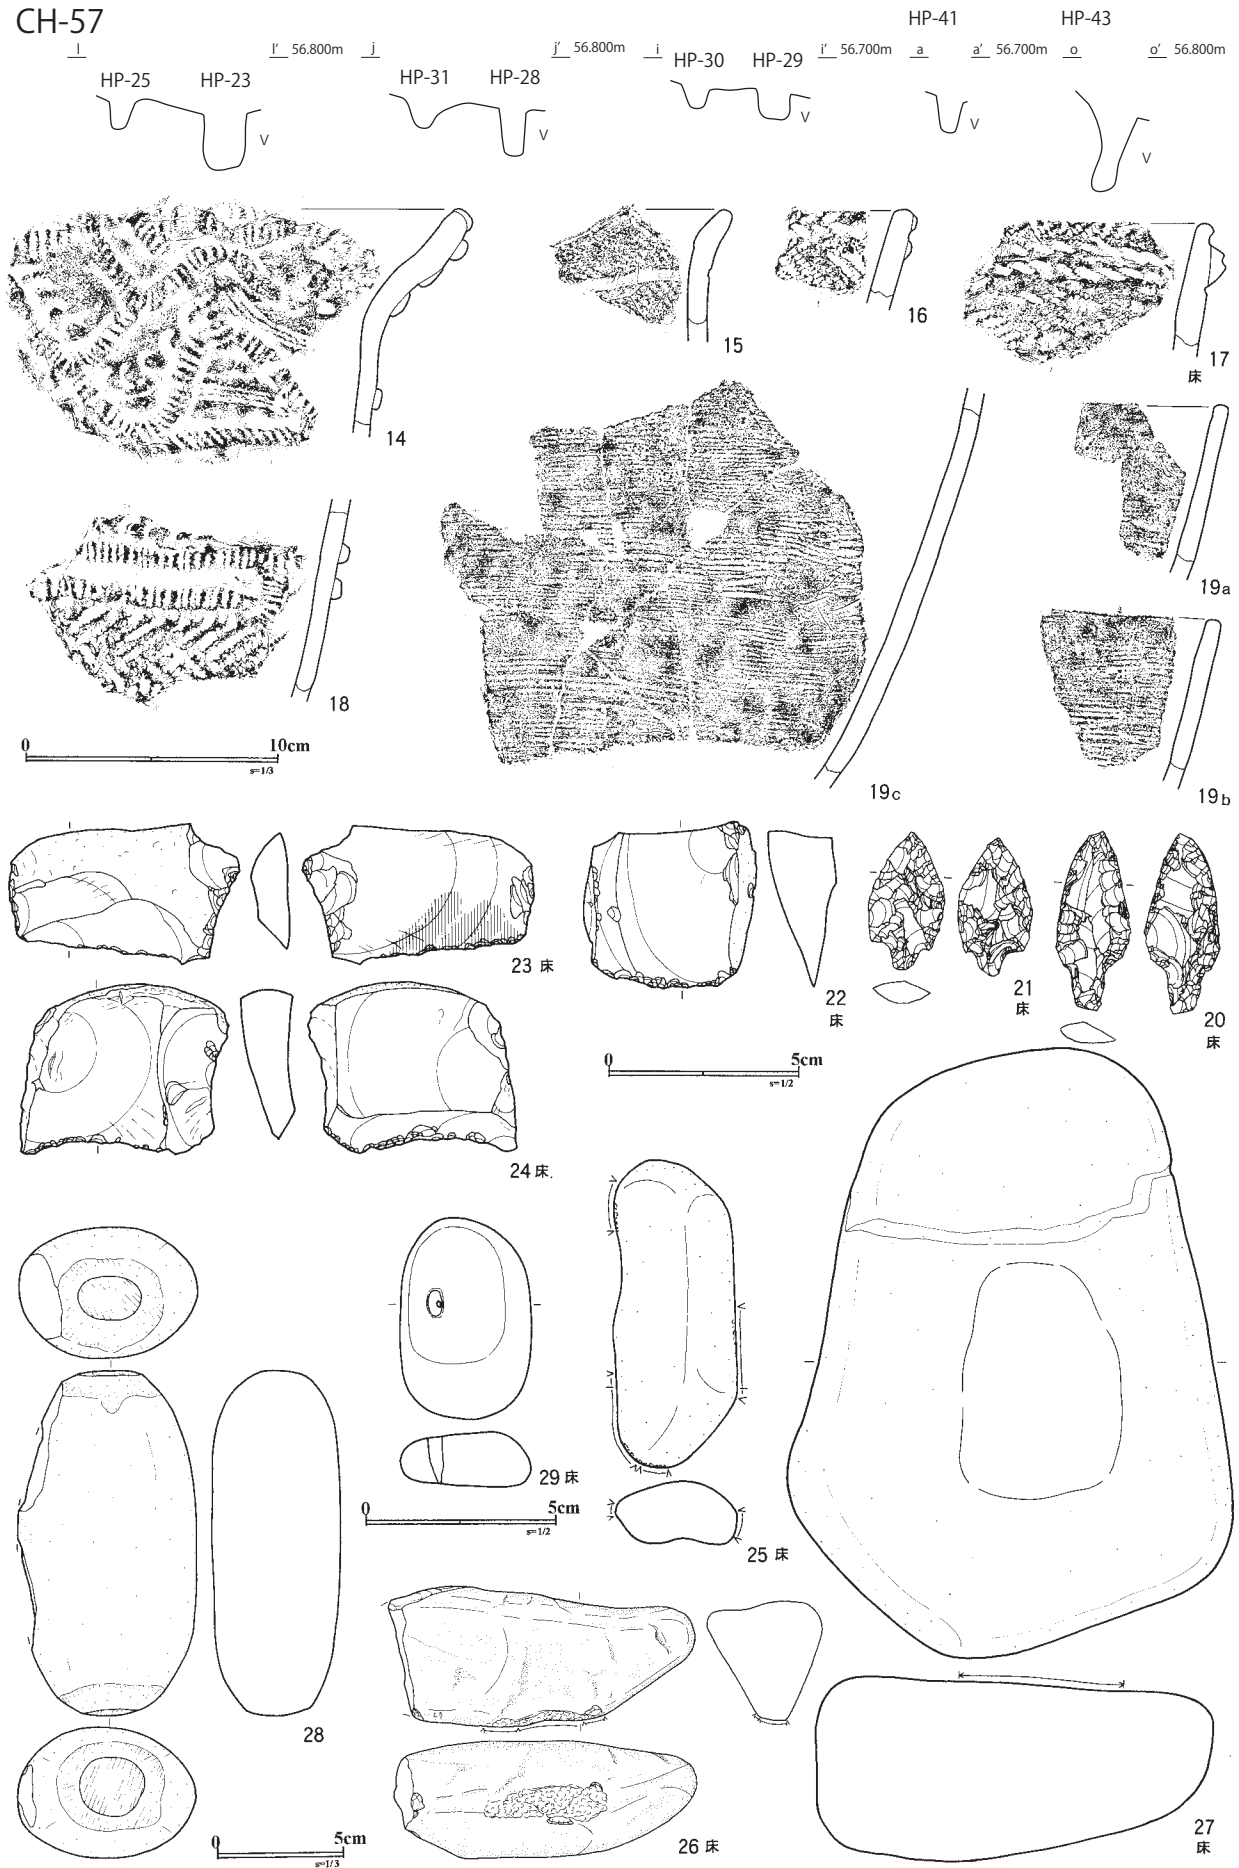 CH-57
HP-41 HP-43
l l' 56.800m j j' 56.800m i i' 56.700m a a' 56.700m o o' 56.800m
HP-25 HP-23 HP-31 HP-28 HP-30 HP-29
V V V V V
14 15 16 17
床
18 19a
19b
19c
0 10cm
s=1/3
23 床 22
床
21
床
20
床
0 5cm
s=1/2
24 床
29 床
0 5cm
s=1/2
25 床
28
0 5cm
s=1/3
26 床
27
床